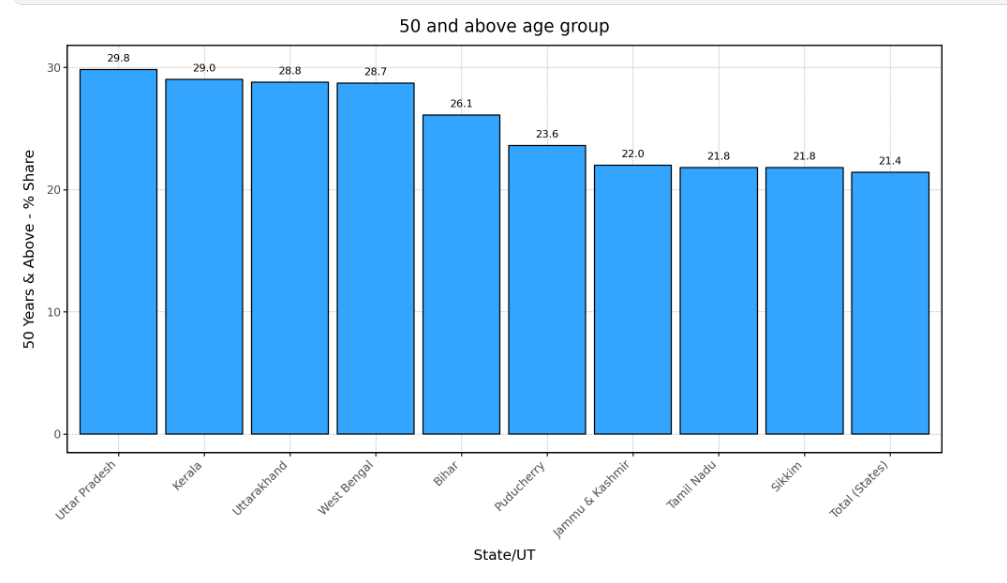 50 and above age group
50 Years & Above - % Share
30
20
10
0
29.8
29.0
28.8
28.7
26.1
23.6
22.0
21.8
21.8
21.4
Uttar Pradesh
Kerala
Uttarakhand
West Bengal
Bihar
Puducherry
Jammu & Kashmir
Tamil Nadu
Sikkim
Total (States)
State/UT